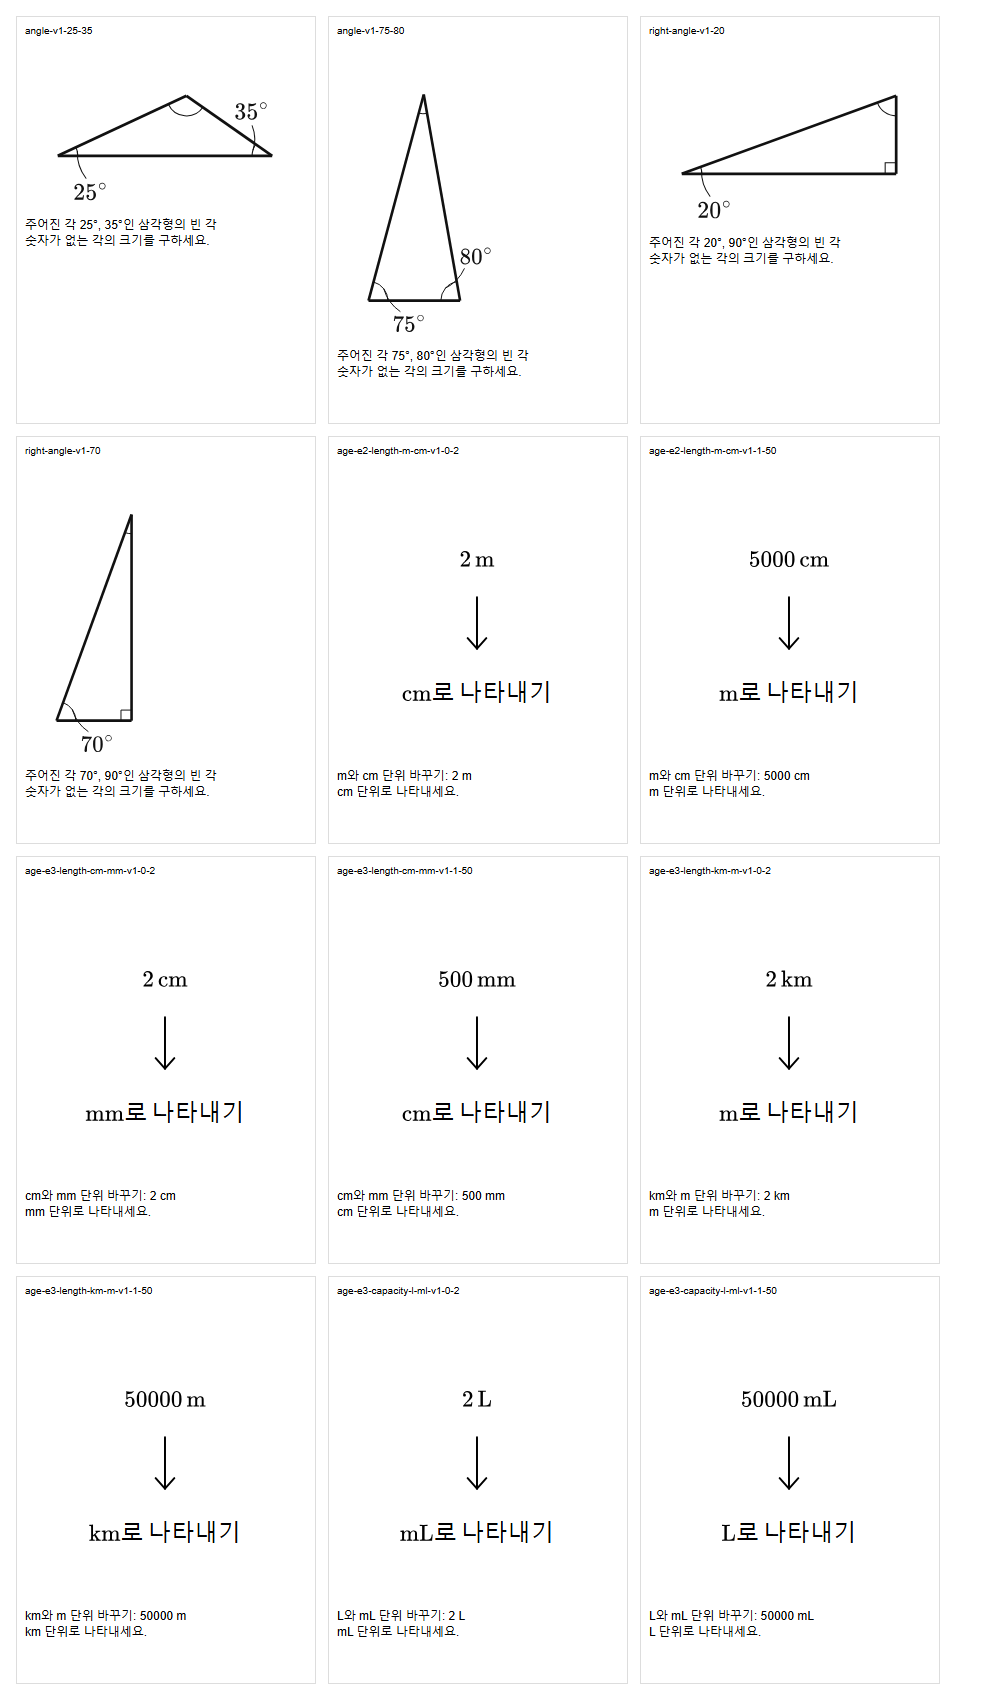 angle-v1-25-35
35°
25°
주어진 각 25°, 35°인 삼각형의 빈 각
숫자가 없는 각의 크기를 구하세요.
angle-v1-75-80
80°
75°
주어진 각 75°, 80°인 삼각형의 빈 각
숫자가 없는 각의 크기를 구하세요.
right-angle-v1-20
20°
주어진 각 20°, 90°인 삼각형의 빈 각
숫자가 없는 각의 크기를 구하세요.
right-angle-v1-70
70°
주어진 각 70°, 90°인 삼각형의 빈 각
숫자가 없는 각의 크기를 구하세요.
age-e2-length-m-cm-v1-0-2
2 m
cm로 나타내기
m와 cm 단위 바꾸기: 2 m
cm 단위로 나타내세요.
age-e2-length-m-cm-v1-1-50
5000 cm
m로 나타내기
m와 cm 단위 바꾸기: 5000 cm
m 단위로 나타내세요.
age-e3-length-cm-mm-v1-0-2
2 cm
mm로 나타내기
cm와 mm 단위 바꾸기: 2 cm
mm 단위로 나타내세요.
age-e3-length-cm-mm-v1-1-50
500 mm
cm로 나타내기
cm와 mm 단위 바꾸기: 500 mm
cm 단위로 나타내세요.
age-e3-length-km-m-v1-0-2
2 km
m로 나타내기
km와 m 단위 바꾸기: 2 km
m 단위로 나타내세요.
age-e3-length-km-m-v1-1-50
50000 m
km로 나타내기
km와 m 단위 바꾸기: 50000 m
km 단위로 나타내세요.
age-e3-capacity-l-ml-v1-0-2
2 L
mL로 나타내기
L와 mL 단위 바꾸기: 2 L
mL 단위로 나타내세요.
age-e3-capacity-l-ml-v1-1-50
50000 mL
L로 나타내기
L와 mL 단위 바꾸기: 50000 mL
L 단위로 나타내세요.